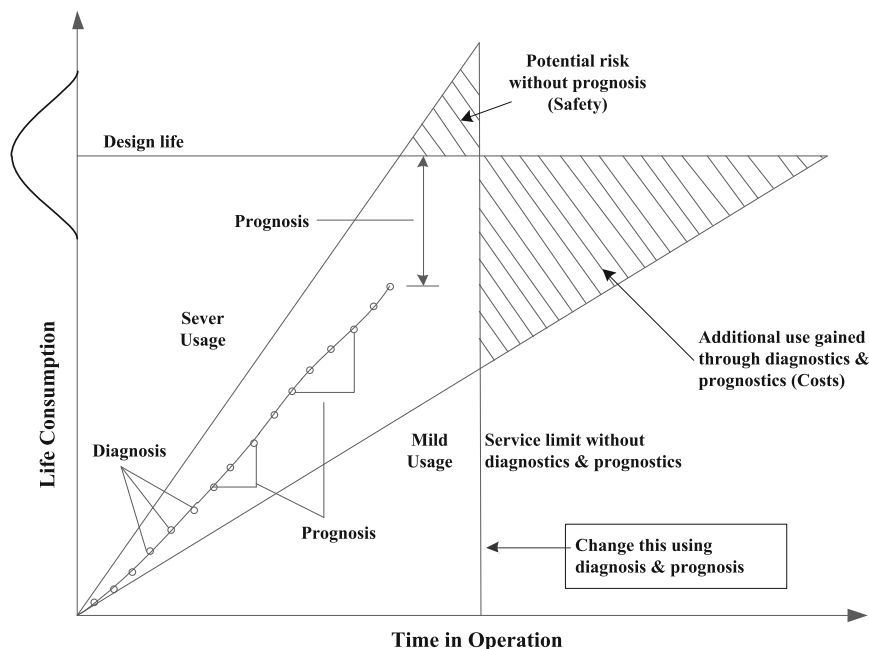 Potential risk
without prognosis
(Safety)
Design life
Prognosis
Sever
Usage
Additional use gained
through diagnostics &
prognostics (Costs)
Life Consumption
Diagnosis
Mild
Usage
Service limit without
diagnostics & prognostics
Prognosis
Change this using
diagnosis & prognosis
Time in Operation